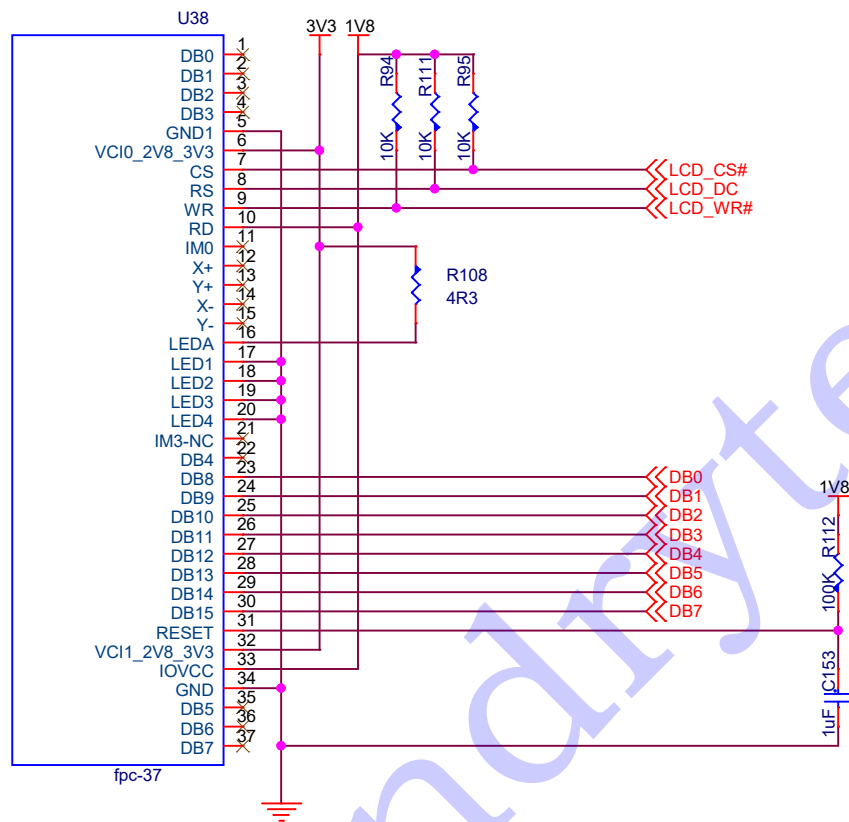 U38
3V3 1V8
DB0 1
DB1 2
DB2 3
DB3 4
GND1 5
VCI0_2V8_3V3 6
CS 7
RS 8
WR 9
RD 10
IM0 11
X+ 12
Y+ 13
X- 14
Y- 15
LEDA 16
LED1 17
LED2 18
LED3 19
LED4 20
IM3-NC 21
DB4 22
DB8 23
DB9 24
DB10 25
DB11 26
DB12 27
DB13 28
DB14 29
DB15 30
RESET 31
VCI1_2V8_3V3 32
IOVCC 33
GND 34
DB5 35
DB6 36
DB7 37
fpc-37
R94
10K
R111
10K
R95
10K
LCD_CS#
LCD_DC
LCD_WR#
R108
4R3
DB0
DB1
DB2
DB3
DB4
DB5
DB6
DB7
1V8
R112
100K
C153
1uF